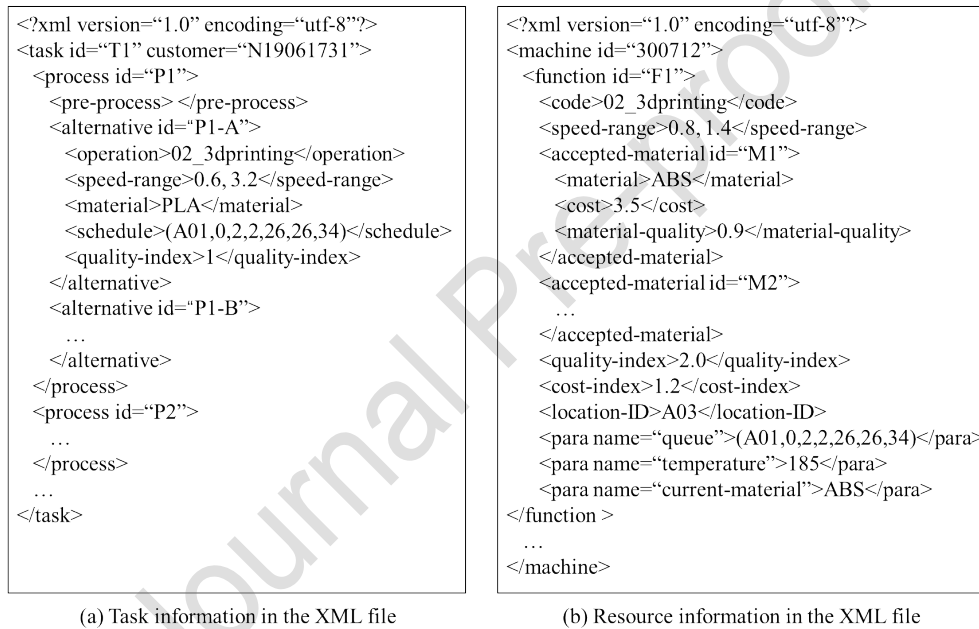 <?xml version=“1.0” encoding=“utf-8”?>
<task id=“T1” customer=“N19061731”>
<process id=“P1”>
<pre-process> </pre-process>
<alternative id=“P1-A”>
<operation>02_3dprinting</operation>
<speed-range>0.6, 3.2</speed-range>
<material>PLA</material>
<schedule>(A01,0,2,2,26,26,34)</schedule>
<quality-index>1</quality-index>
</alternative>
<alternative id=“P1-B”>
…
</alternative>
</process>
<process id=“P2”>
…
</process>
…
</task>
(a) Task information in the XML file
<?xml version=“1.0” encoding=“utf-8”?>
<machine id=“300712”>
<function id=“F1”>
<code>02_3dprinting</code>
<speed-range>0.8, 1.4</speed-range>
<accepted-material id=“M1”>
<material>ABS</material>
<cost>3.5</cost>
<material-quality>0.9</material-quality>
</accepted-material>
<accepted-material id=“M2”>
…
</accepted-material>
<quality-index>2.0</quality-index>
<cost-index>1.2</cost-index>
<location-ID>A03</location-ID>
<para name=“queue”>(A01,0,2,2,26,26,34)</para>
<para name=“temperature”>185</para>
<para name=“current-material”>ABS</para>
</function >
…
</machine>
(b) Resource information in the XML file
Journal Pre-proo